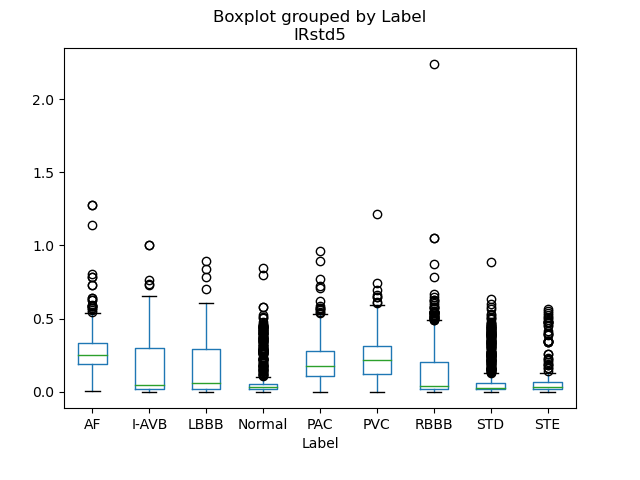 Boxplot grouped by Label
IRstd5
2.0
1.5
1.0
0.5
0.0
AF I-AVB LBBB Normal PAC PVC RBBB STD STE
Label